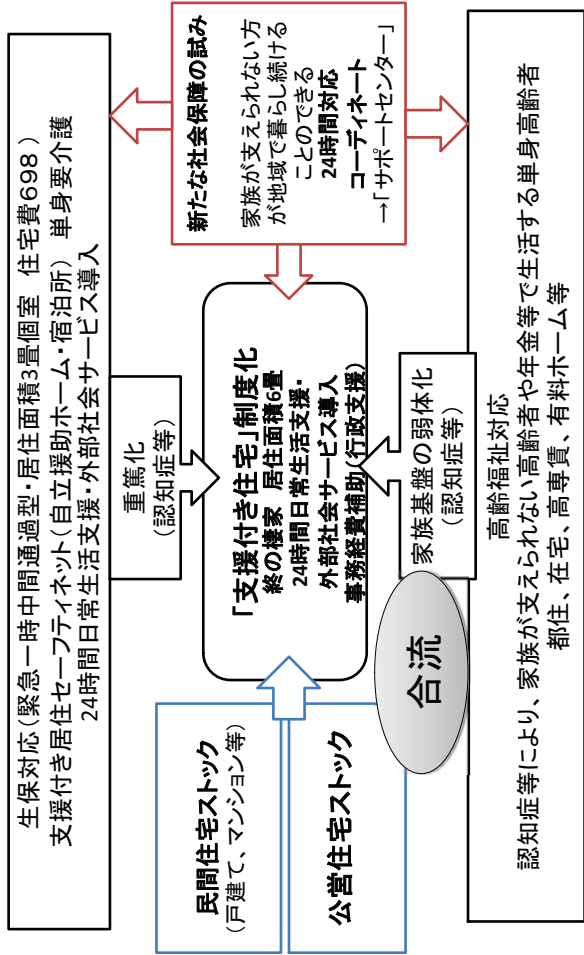 生保対応(緊急一時中間通過型・居住面積3畳個室 住宅費698)
支援付き居住セーフティネット(自立援助ホーム・宿泊所) 単身要介護
24時間日常生活支援・外部社会サービス導入
重篤化
(認知症等)
民間住宅ストック
(戸建て、マンション等)
公営住宅ストック
「支援付き住宅」制度化
終の棲家 居住面積6畳
24時間日常生活支援・
外部社会サービス導入
事務経費補助(行政支援)
新たな社会保障の試み
家族が支えられない方
が地域で暮らし続ける
ことのできる
24時間対応
コーディネート
→「サポートセンター」
合流
家族基盤の弱体化
(認知症等)
高齢福祉対応
認知症等により、家族が支えられない高齢者や年金等で生活する単身高齢者
都住、在宅、高専賃、有料ホーム等